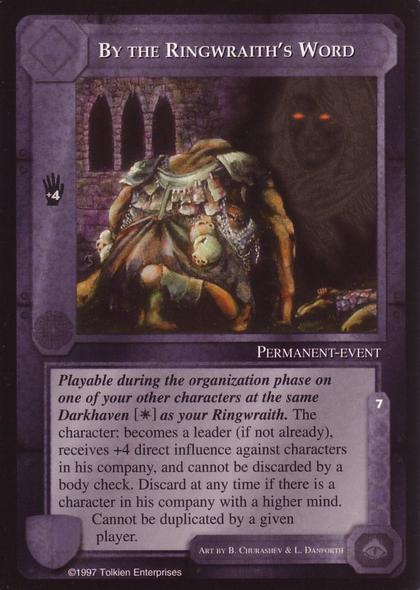 By the Ringwraith's Word
+4
Permanent-event
Playable during the organization phase on
one of your other characters at the same
Darkhaven [✴] as your Ringwraith. The
character: becomes a leader (if not already),
receives +4 direct influence against characters
in his company, and cannot be discarded by a
body check. Discard at any time if there is a
character in his company with a higher mind.
Cannot be duplicated by a given
player.
7
Art by B. Churashëv & L. Danforth
©1997 Tolkien Enterprises